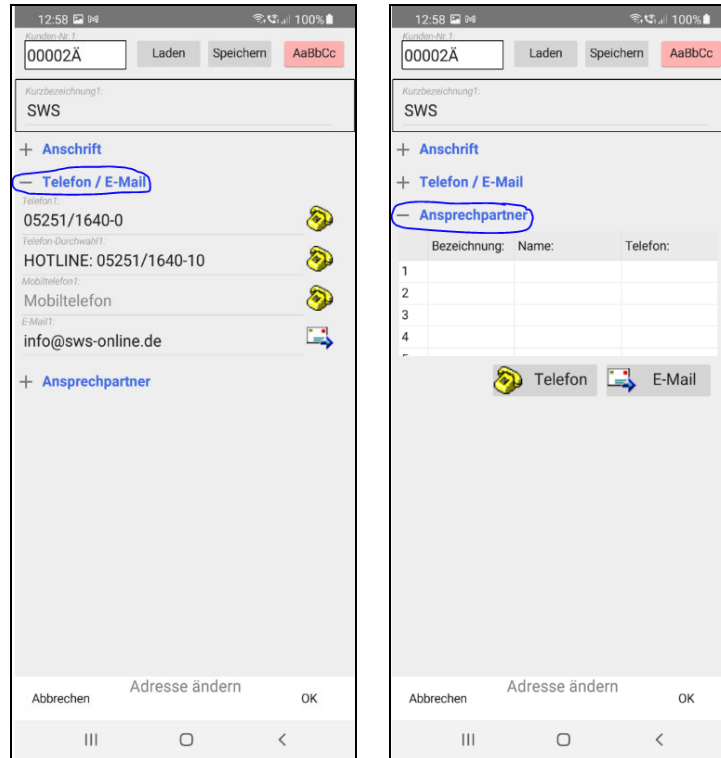 12:58 100%
Kunden-Nr.1:
00002Ä Laden Speichern AaBbCc
Kurzbezeichnung1:
SWS
+ Anschrift
− Telefon / E-Mail
Telefon1:
05251/1640-0
Telefon-Durchwahl1:
HOTLINE: 05251/1640-10
Mobiltelefon1:
Mobiltelefon
E-Mail1:
info@sws-online.de
+ Ansprechpartner
Adresse ändern
Abbrechen OK
12:58 100%
Kunden-Nr.1:
00002Ä Laden Speichern AaBbCc
Kurzbezeichnung1:
SWS
+ Anschrift
+ Telefon / E-Mail
− Ansprechpartner
Bezeichnung: Name: Telefon:
1
2
3
4
Telefon E-Mail
Adresse ändern
Abbrechen OK